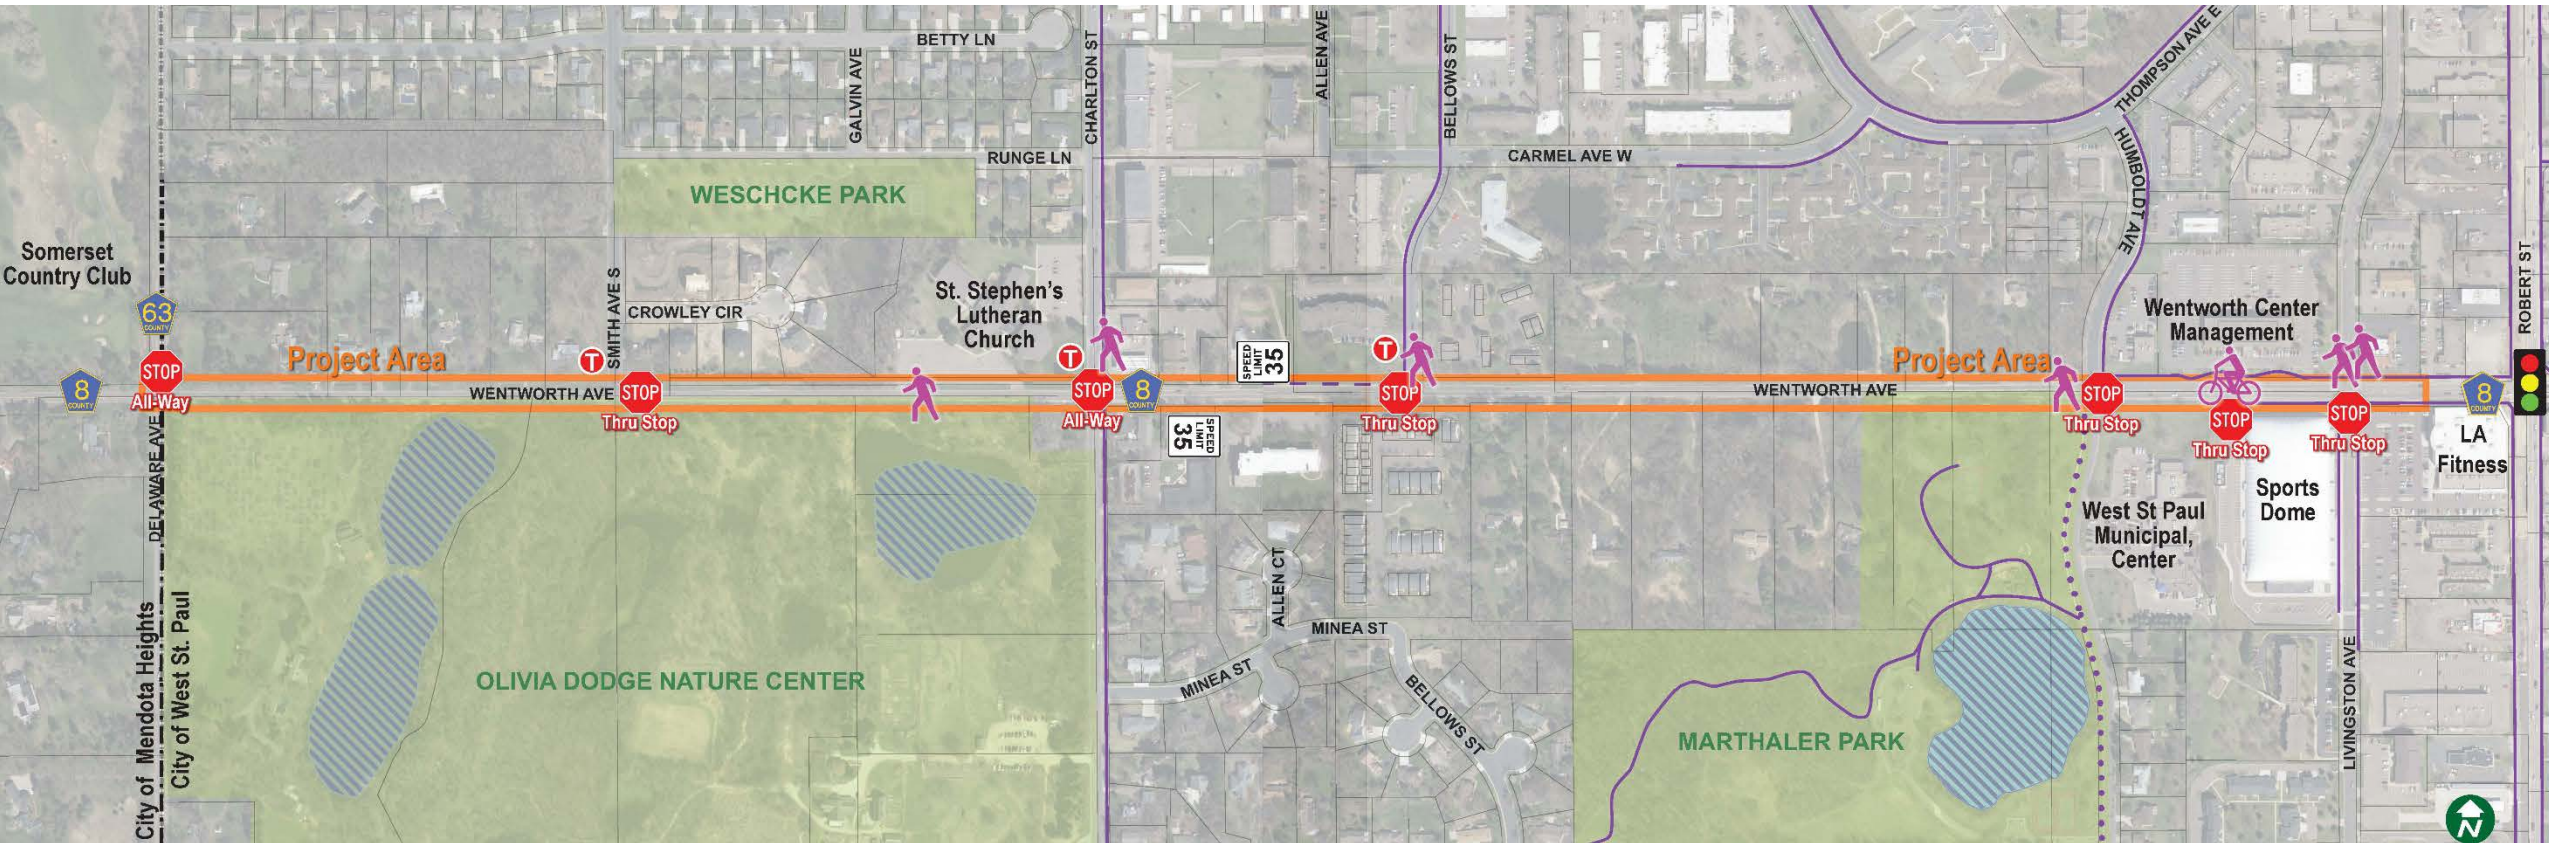 BETTY LN
GALVIN AVE
CHARLTON ST
ALLEN AVE
BELLOWS ST
THOMPSON AVE E
RUNGE LN
CARMEL AVE W
HUMBOLDT AVE
WESCHCKE PARK
Somerset
Country Club
63
COUNTY
SMITH AVE S
CROWLEY CIR
St. Stephen's
Lutheran
Church
Wentworth Center
Management
ROBERT ST
STOP
All-Way
Project Area
T
T
SPEED
LIMIT
35
T
Project Area
8
COUNTY
WENTWORTH AVE
STOP
Thru Stop
STOP
All-Way
8
COUNTY
STOP
Thru Stop
WENTWORTH AVE
STOP
Thru Stop
STOP
Thru Stop
STOP
Thru Stop
8
COUNTY
SPEED
LIMIT
35
LA
Fitness
DELAWARE AVE
Sports
Dome
West St Paul
Municipal,
Center
City of Mendota Heights
City of West St. Paul
OLIVIA DODGE NATURE CENTER
ALLEN CT
MINEA ST
MINEA ST
BELLOWS ST
MARTHALER PARK
LIVINGSTON AVE
N